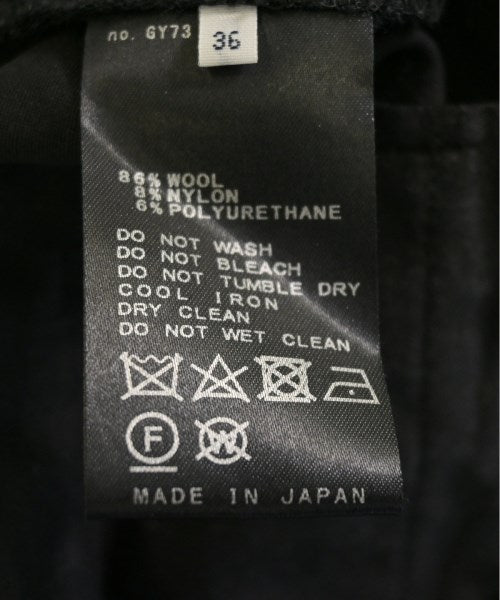 no. GY73
36
86% WOOL
8% NYLON
6% POLYURETHANE
DO NOT WASH
DO NOT BLEACH
DO NOT TUMBLE DRY
COOL IRON
DRY CLEAN
DO NOT WET CLEAN
F W
MADE IN JAPAN